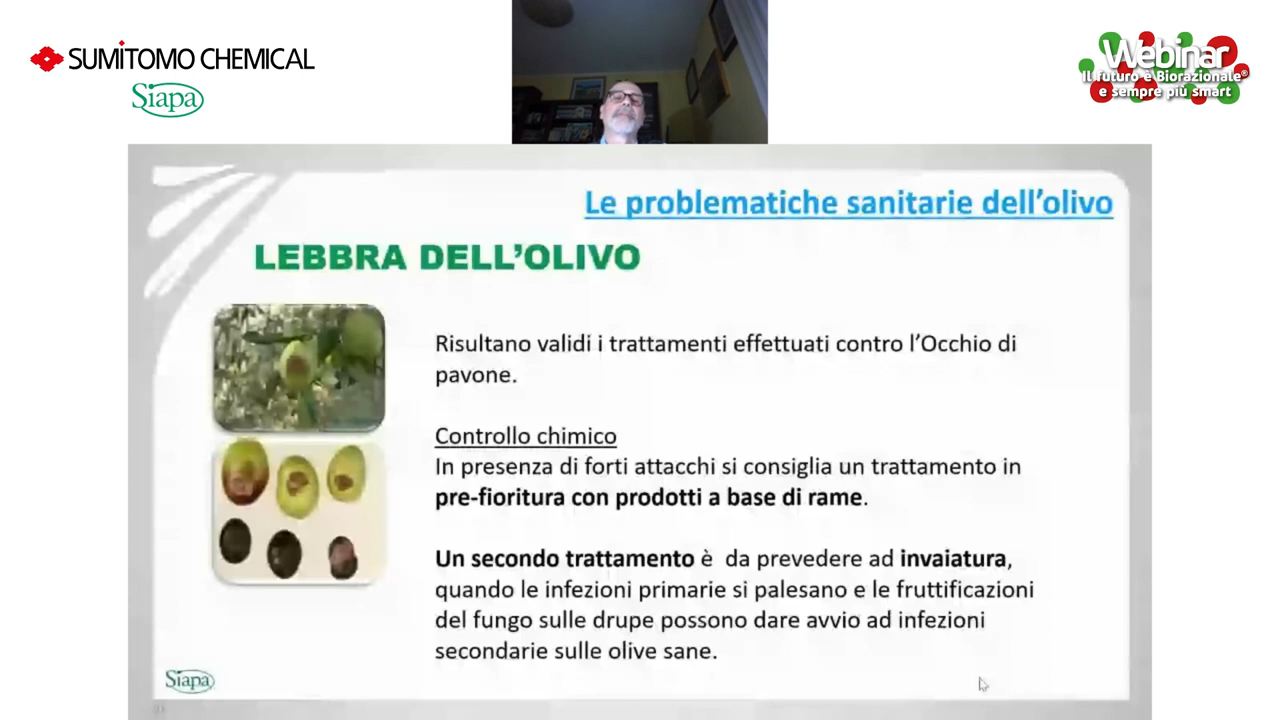 SUMITOMO CHEMICAL
Siapa
Webinar
Il futuro è Biorazionale®
e sempre più smart
Le problematiche sanitarie dell'olivo
LEBBRA DELL'OLIVO
Risultano validi i trattamenti effettuati contro l'Occhio di
pavone.
Controllo chimico
In presenza di forti attacchi si consiglia un trattamento in
pre-fioritura con prodotti a base di rame.
Un secondo trattamento è da prevedere ad invaiatura,
quando le infezioni primarie si palesano e le fruttificazioni
del fungo sulle drupe possono dare avvio ad infezioni
secondarie sulle olive sane.
Siapa